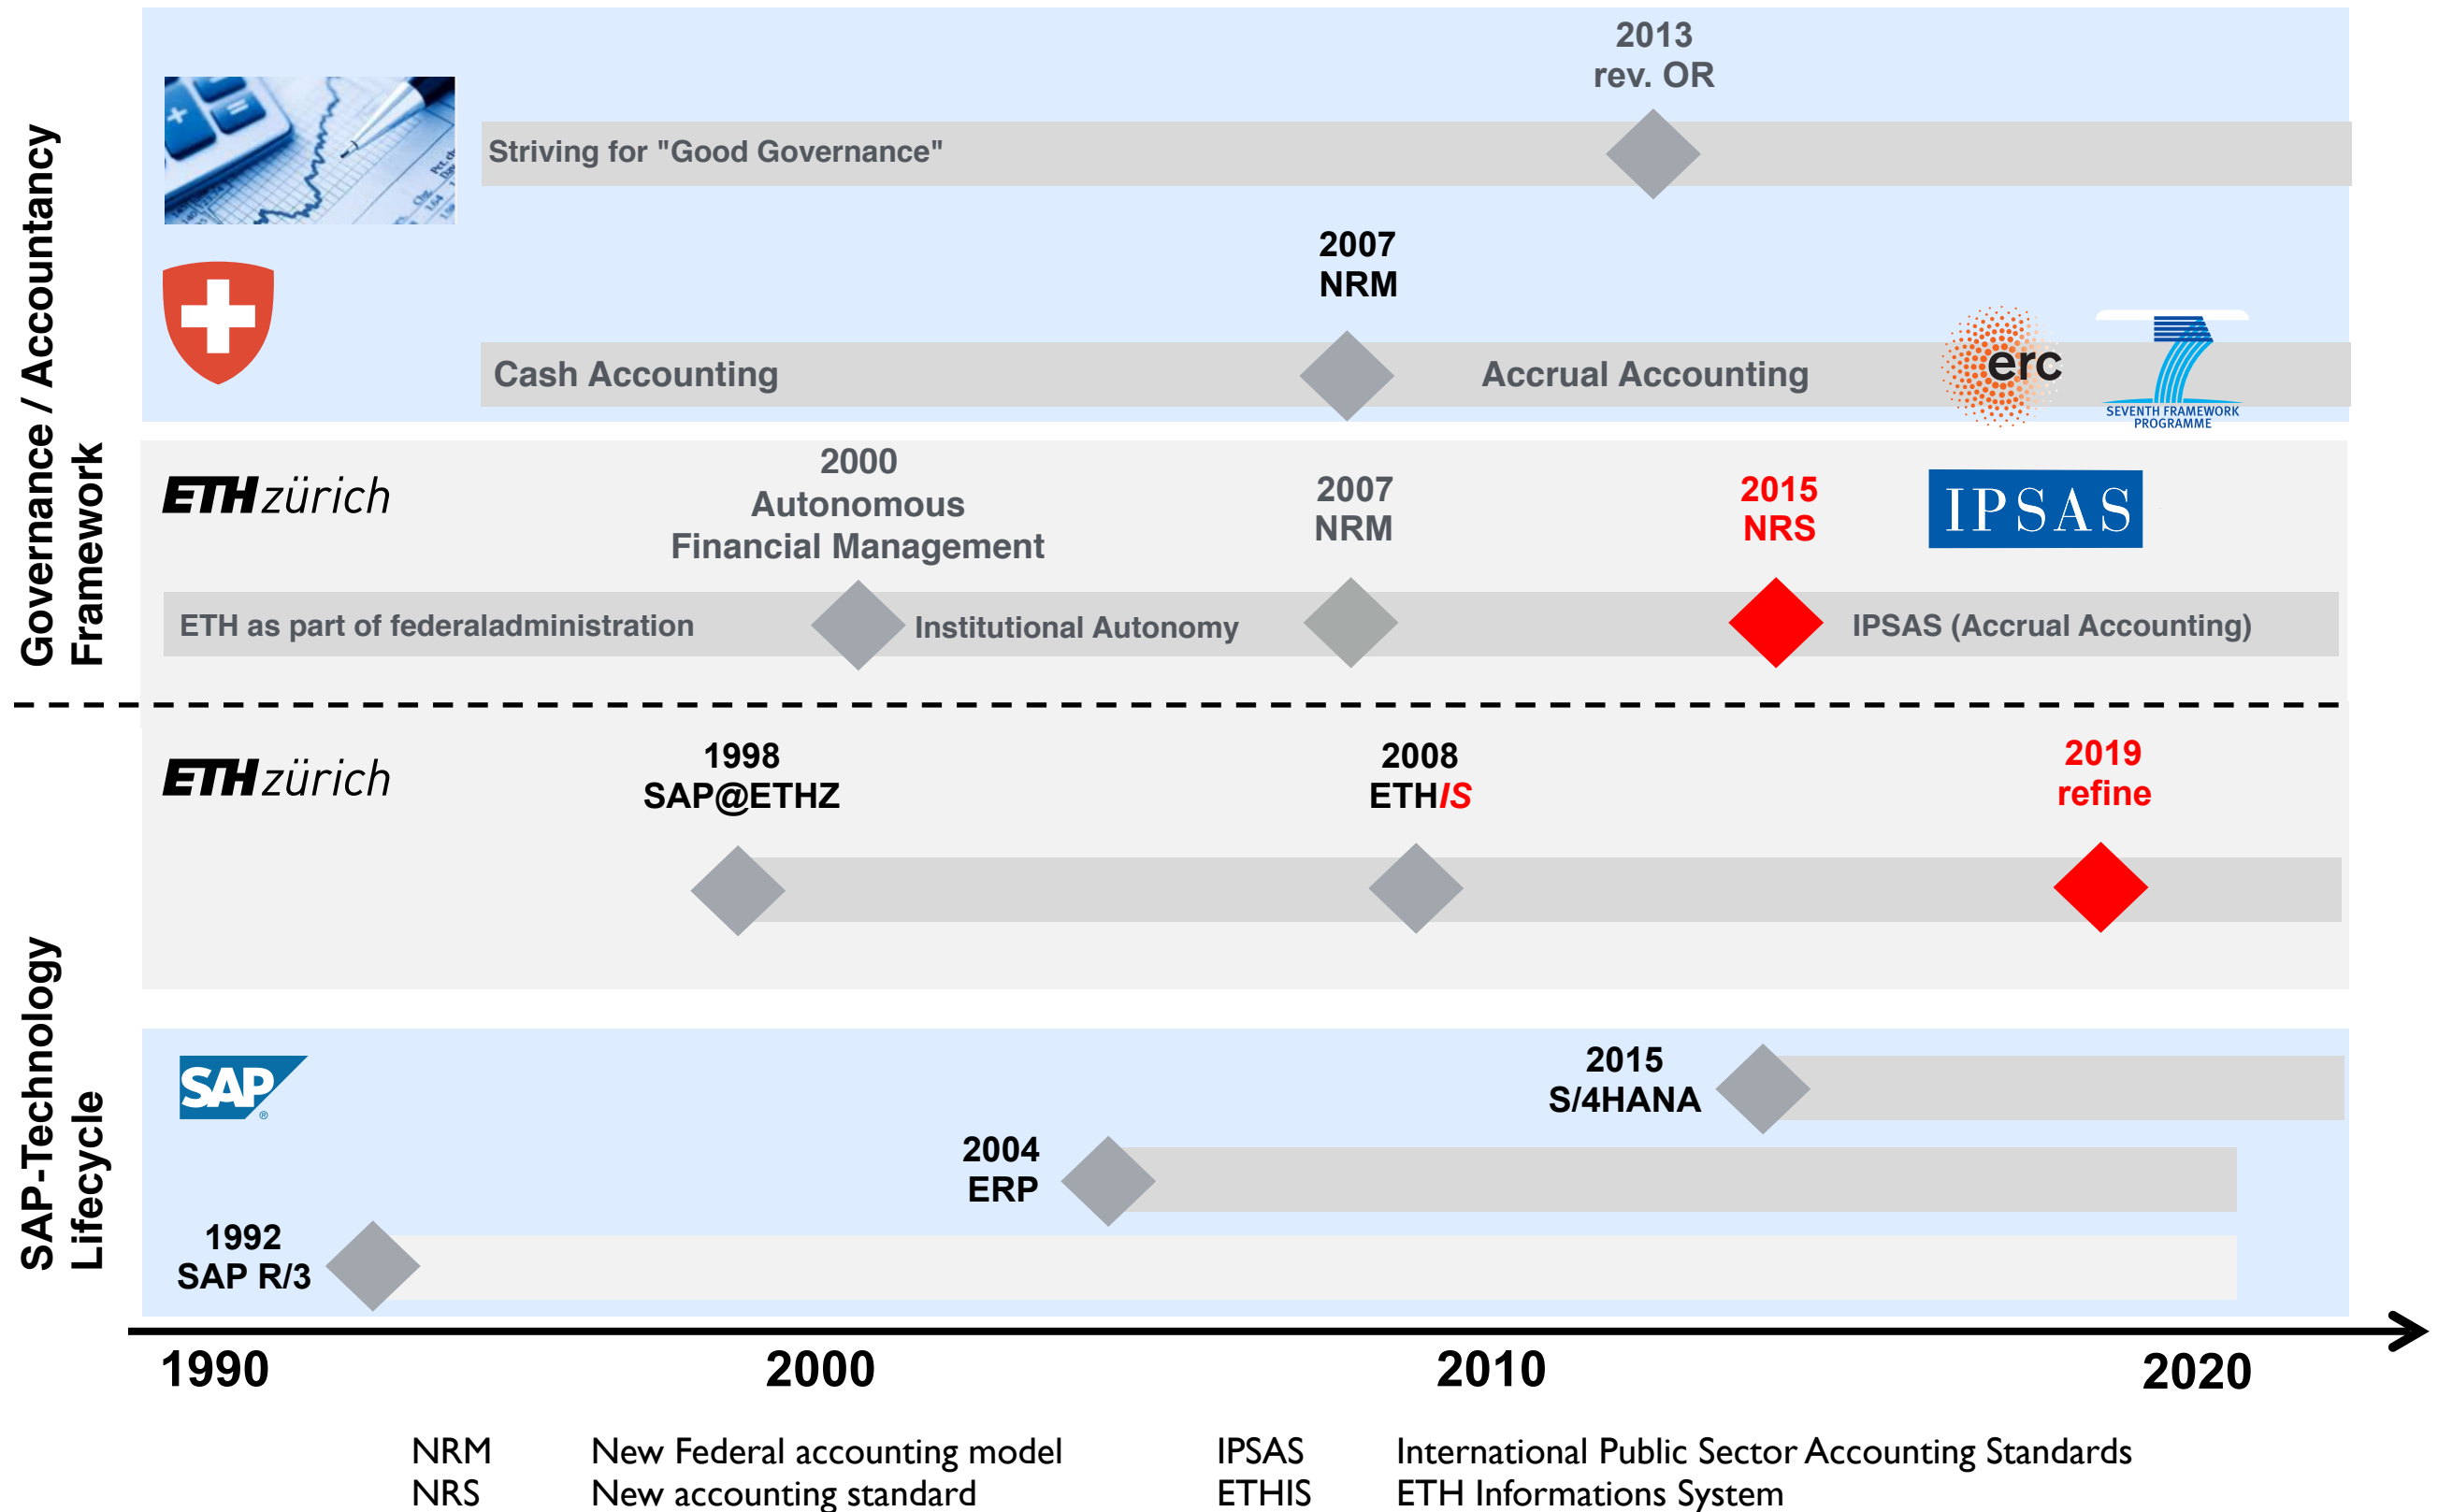 Governance / Accountancy
Framework
2013
rev. OR
Striving for "Good Governance"
2007
NRM
Cash Accounting
Accrual Accounting
erc
SEVENTH FRAMEWORK
PROGRAMME
ETH zürich
2000
Autonomous
Financial Management
2007
NRM
2015
NRS
IPSAS
ETH as part of federaladministration
Institutional Autonomy
IPSAS (Accrual Accounting)
SAP-Technology
Lifecycle
ETH zürich
1998
SAP@ETHZ
2008
ETHIS
2019
refine
SAP®
2015
S/4HANA
2004
ERP
1992
SAP R/3
1990 2000 2010 2020
NRM New Federal accounting model IPSAS International Public Sector Accounting Standards
NRS New accounting standard ETHIS ETH Informations System